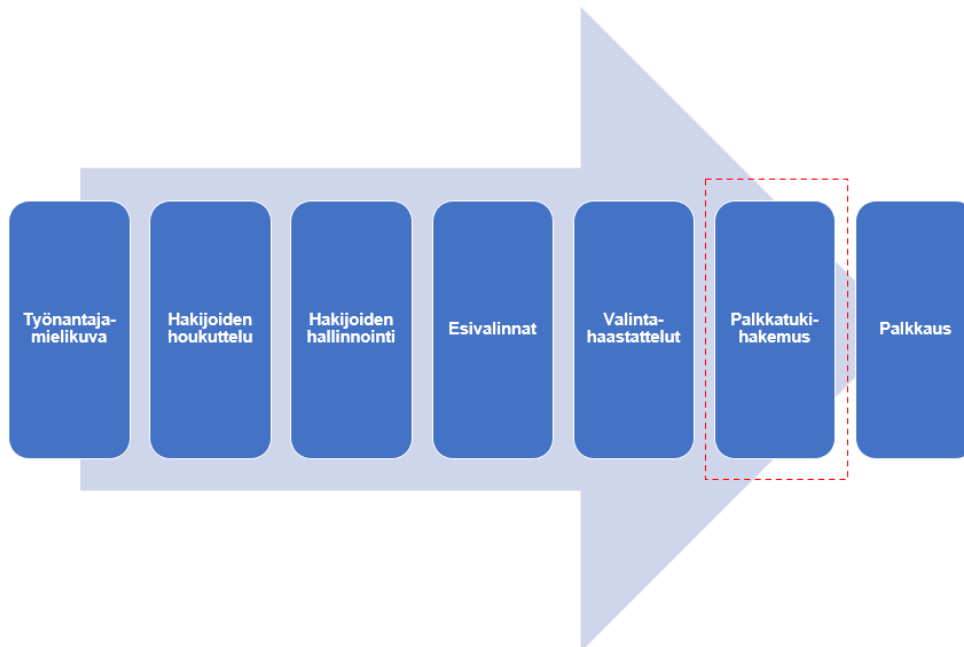 Työnantaja-
mielikuva
Hakijoiden
houkuttelu
Hakijoiden
hallinnointi
Esivalinnat
Valinta-
haastattelut
Palkkatuki-
hakemus
Palkkaus